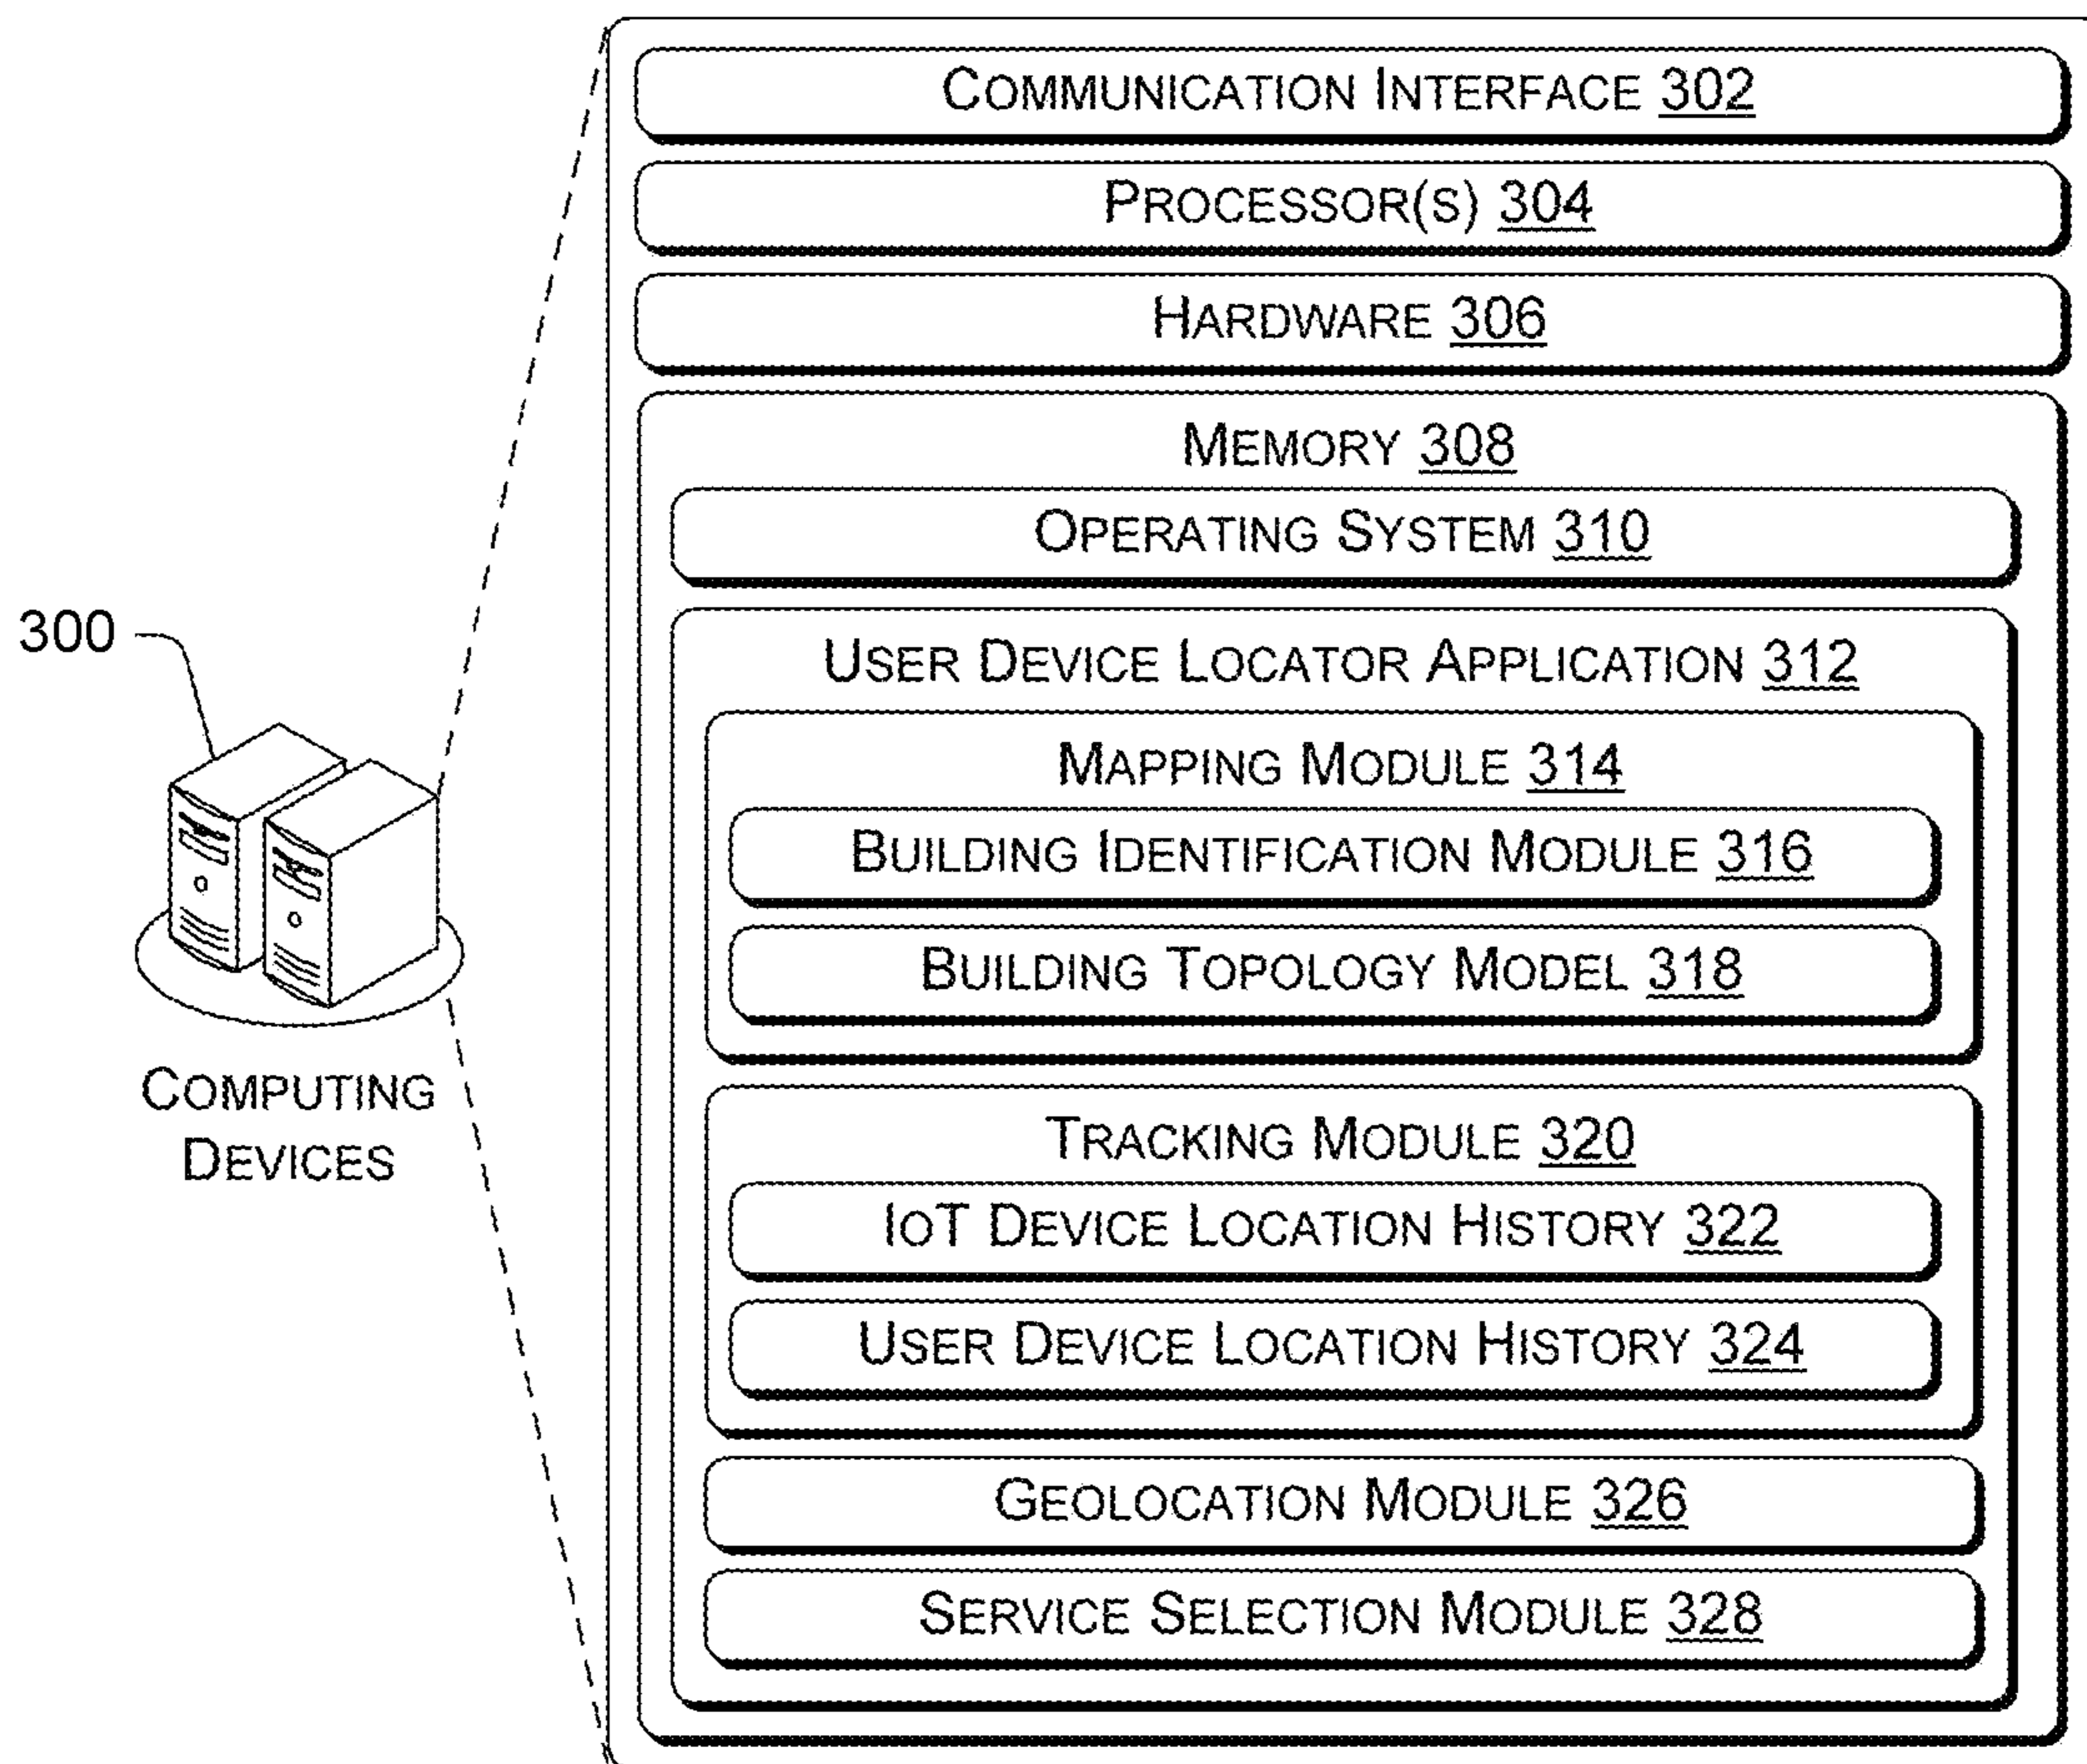 COMMUNICATION INTERFACE 302
PROCESSOR(S) 304
HARDWARE 306
MEMORY 308
OPERATING SYSTEM 310
USER DEVICE LOCATOR APPLICATION 312
MAPPING MODULE 314
BUILDING IDENTIFICATION MODULE 316
BUILDING TOPOLOGY MODEL 318
TRACKING MODULE 320
IOT DEVICE LOCATION HISTORY 322
USER DEVICE LOCATION HISTORY 324
GEOLOCATION MODULE 326
SERVICE SELECTION MODULE 328
300
COMPUTING
DEVICES